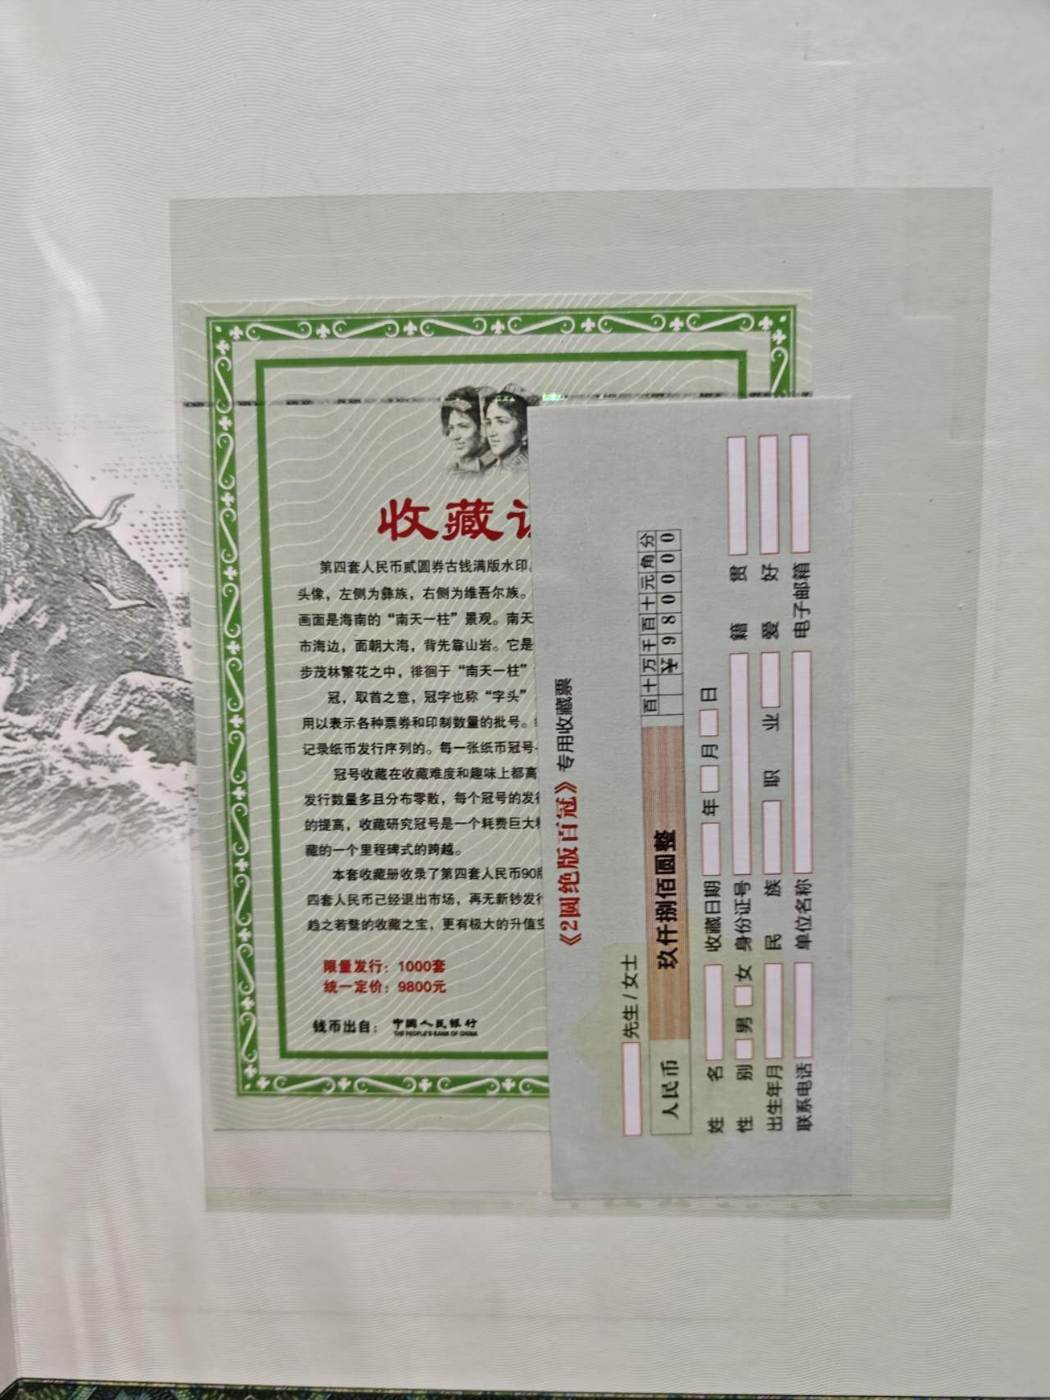 收藏
第四套人民币贰圆券古钱满版水印
头像，左侧为彝族，右侧为维吾尔族。
画面是海南的“南天一柱”景观。南天
市海边，面朝大海，背先靠山岩。它是
步茂林繁花之中，徘徊于“南天一柱”
冠，取首之意，冠字也称“字头”
用以表示各种票券和印制数量的批号。
记录纸币发行序列的。每一张纸币冠号
冠号收藏在收藏难度和趣味上都高
发行数量多且分布零散，每个冠号的发行
的提高，收藏研究冠号是一个耗费巨大
藏的一个里程碑式的跨越。
本套收藏册收录了第四套人民币90版
四套人民币已经退出市场，再无新钞发行
趋之若鹜的收藏之宝，更有极大的升值空
限量发行：1000套
统一定价：9800元
钱币出自：中国人民银行
THE PEOPLE'S BANK OF CHINA
《2圆绝版百冠》专用收藏票
先生/女士
人民币 玖仟捌佰圆整 百十万千百十元角分
¥980000
姓 名 收藏日期 年 月 日
性 别 男 女 身份证号 籍 贯
出生年月 民 族 职 业 爱 好
联系电话 单位名称 电子邮箱